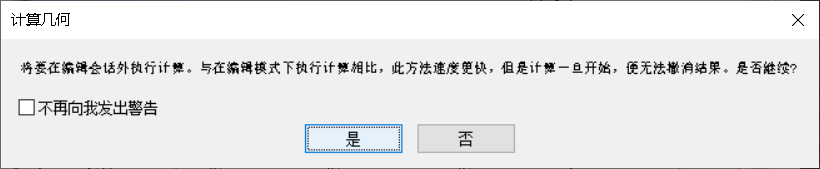 计算几何
将要在编辑会话外执行计算。与在编辑模式下执行计算相比，此方法速度更快，但是计算一旦开始，便无法撤消结果。是否继续?
不再向我发出警告
是
否